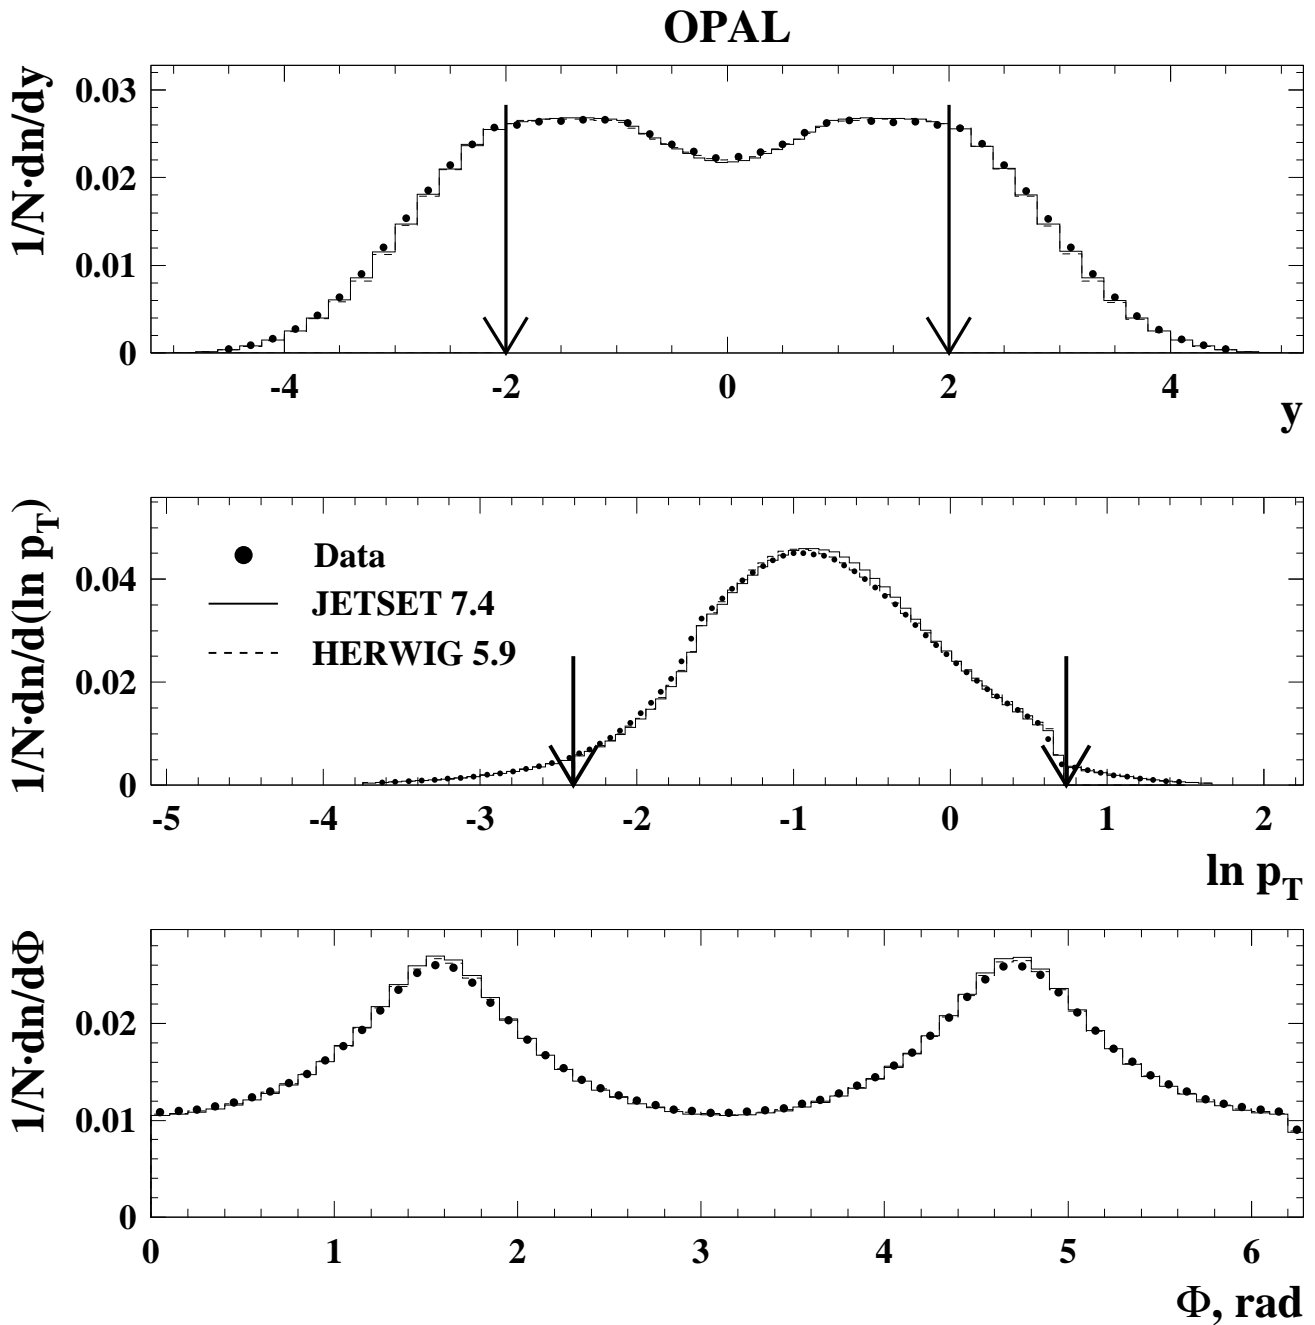 OPAL
1/N·dn/dy
0.03
0.02
0.01
0
-4 -2 0 2 4
y
1/N·dn/d(ln p_T)
0.04
0.02
0
Data
JETSET 7.4
HERWIG 5.9
-5 -4 -3 -2 -1 0 1 2
ln p_T
1/N·dn/dΦ
0.02
0.01
0
0 1 2 3 4 5 6
Φ, rad